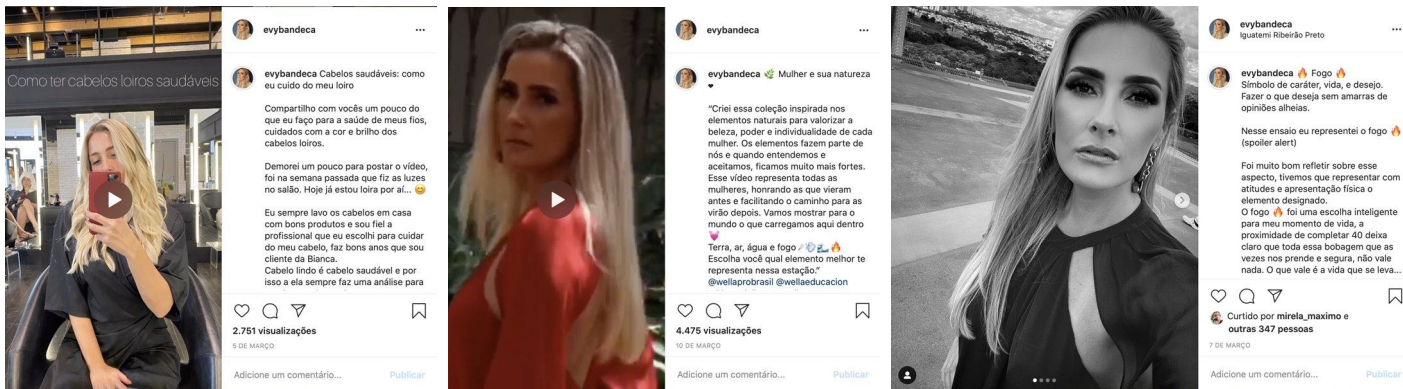 Como ter cabelos loiros saudáveis
evybandeca
evybandeca Cabelos saudáveis: como
eu cuido do meu loiro
Compartilho com vocês um pouco do
que eu faço para a saúde de meus fios,
cuidados com a cor e brilho dos
cabelos loiros.
Demorei um pouco para postar o vídeo,
foi na semana passada que fiz as luzes
no salão. Hoje já estou loira por aí... 😊
Eu sempre lavo os cabelos em casa
com bons produtos e sou fiel a
profissional que eu escolhi para cuidar
do meu cabelo, faz bons anos que sou
cliente da Bianca.
Cabelo lindo é cabelo saudável e por
isso a ela sempre faz uma análise para
2.751 visualizações
5 DE MARÇO
Adicione um comentário... Publicar
evybandeca
evybandeca 🌿 Mulher e sua natureza
❤
"Criei essa coleção inspirada nos
elementos naturais para valorizar a
beleza, poder e individualidade de cada
mulher. Os elementos fazem parte de
nós e quando entendemos e
aceitamos, ficamos muito mais fortes.
Esse vídeo representa todas as
mulheres, honrando as que vieram
antes e facilitando o caminho para as
virão depois. Vamos mostrar para o
mundo o que carregamos aqui dentro
💓
Terra, ar, água e fogo ☄💨🌊🔥
Escolha você qual elemento melhor te
representa nessa estação."
@wellaprobrasil @wellaeducacion
4.475 visualizações
10 DE MARÇO
Adicione um comentário... Publicar
evybandeca
Iguatemi Ribeirão Preto
evybandeca 🔥 Fogo 🔥
Símbolo de caráter, vida, e desejo.
Fazer o que deseja sem amarras de
opiniões alheias.
Nesse ensaio eu representei o fogo 🔥
(spoiler alert)
Foi muito bom refletir sobre esse
aspecto, tivemos que representar com
atitudes e apresentação física o
elemento designado.
O fogo 🔥 foi uma escolha inteligente
para meu momento de vida, a
proximidade de completar 40 deixa
claro que toda essa bobagem que as
vezes nos prende e segura, não vale
nada. O que vale é a vida que se leva...
Curtido por mirela_maximo e
outras 347 pessoas
7 DE MARÇO
Adicione um comentário... Publicar